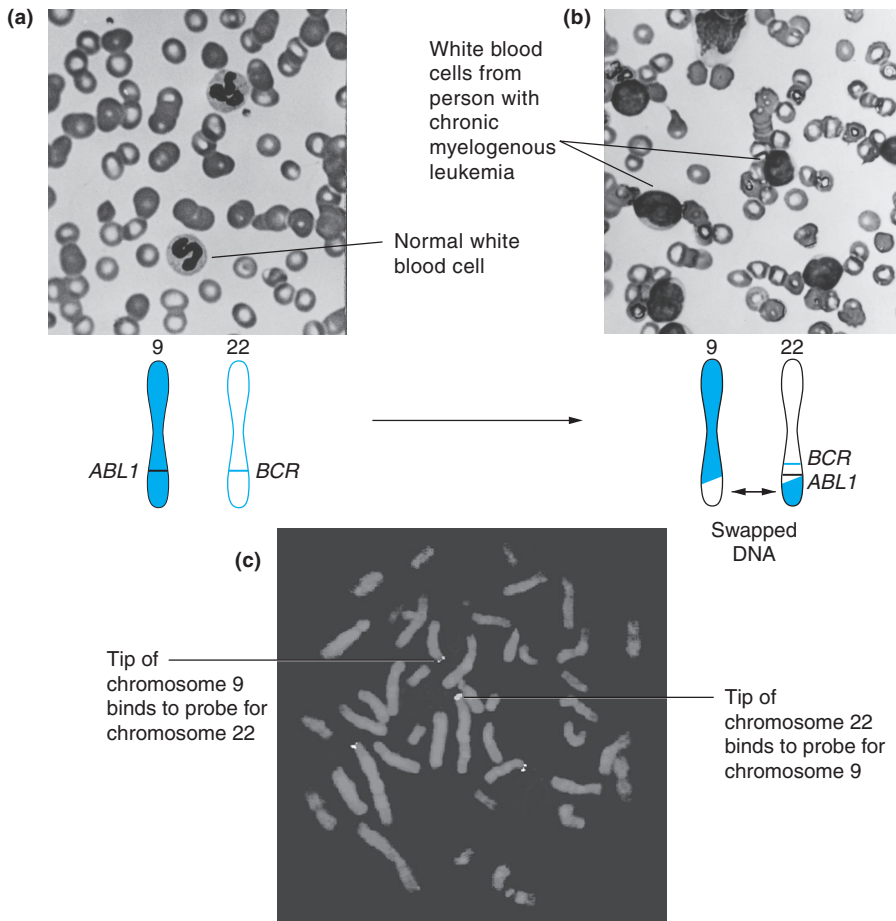 (a)
(b)
White blood
cells from
person with
chronic
myelogenous
leukemia
Normal white
blood cell
9
22
ABL1
BCR
9
22
BCR
ABL1
Swapped
DNA
(c)
Tip of
chromosome 9
binds to probe for
chromosome 22
Tip of
chromosome 22
binds to probe for
chromosome 9